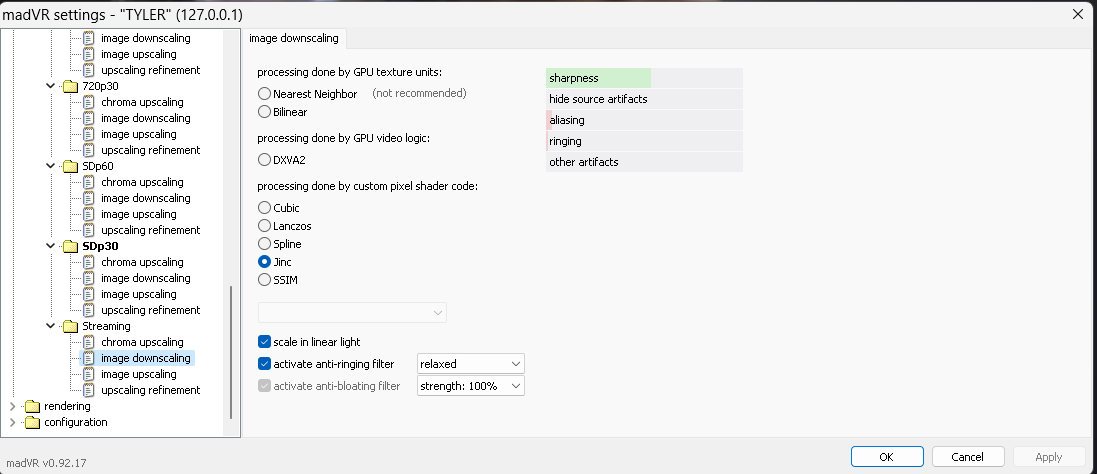 madVR settings - "TYLER" (127.0.0.1)
image downscaling
image upscaling
upscaling refinement
720p30
chroma upscaling
image downscaling
image upscaling
upscaling refinement
SDp60
chroma upscaling
image downscaling
image upscaling
upscaling refinement
SDp30
chroma upscaling
image downscaling
image upscaling
upscaling refinement
Streaming
chroma upscaling
image downscaling
image upscaling
upscaling refinement
rendering
configuration
image downscaling
processing done by GPU texture units:
Nearest Neighbor (not recommended)
Bilinear
processing done by GPU video logic:
DXVA2
processing done by custom pixel shader code:
Cubic
Lanczos
Spline
Jinc
SSIM
scale in linear light
activate anti-ringing filter relaxed
activate anti-bloating filter strength: 100%
sharpness
hide source artifacts
aliasing
ringing
other artifacts
madVR v0.92.17
OK Cancel Apply